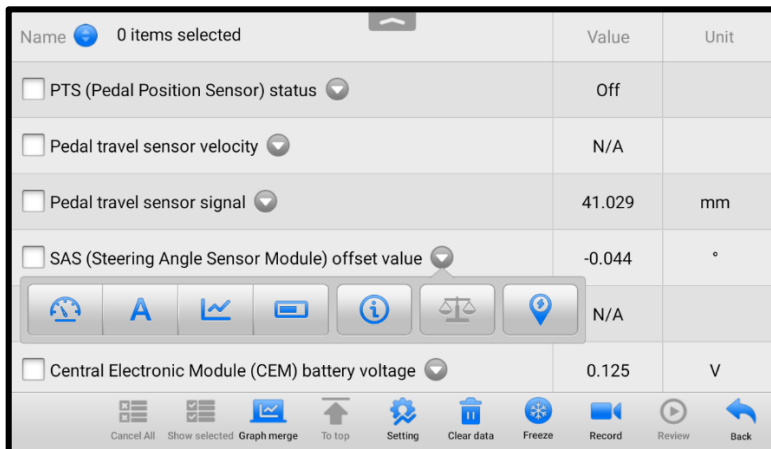 Name 0 items selected Value Unit
PTS (Pedal Position Sensor) status Off
Pedal travel sensor velocity N/A
Pedal travel sensor signal 41.029 mm
SAS (Steering Angle Sensor Module) offset value -0.044 °
A N/A
Central Electronic Module (CEM) battery voltage 0.125 V
Cancel All Show selected Graph merge To top Setting Clear data Freeze Record Review Back